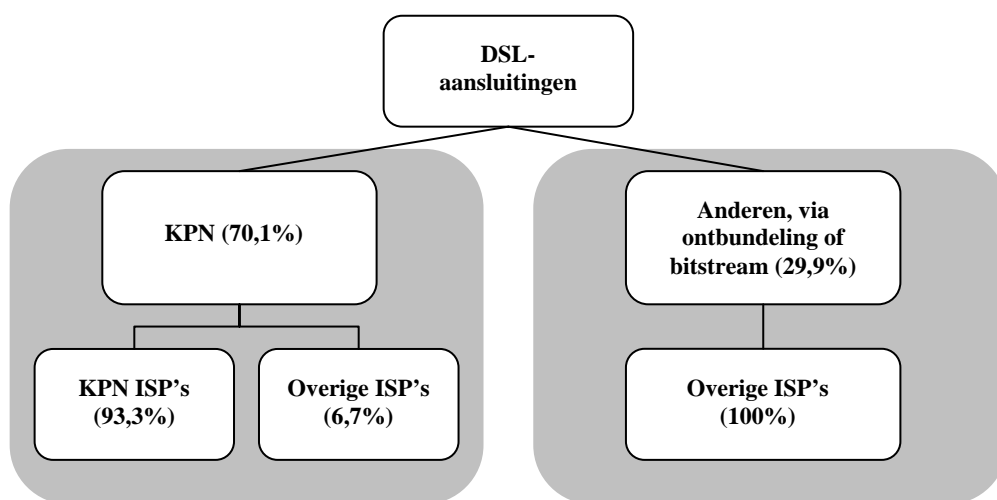 DSL-
aansluitingen
KPN (70,1%)
Anderen, via
ontbundeling of
bitstream (29,9%)
KPN ISP’s
(93,3%)
Overige ISP’s
(6,7%)
Overige ISP’s
(100%)